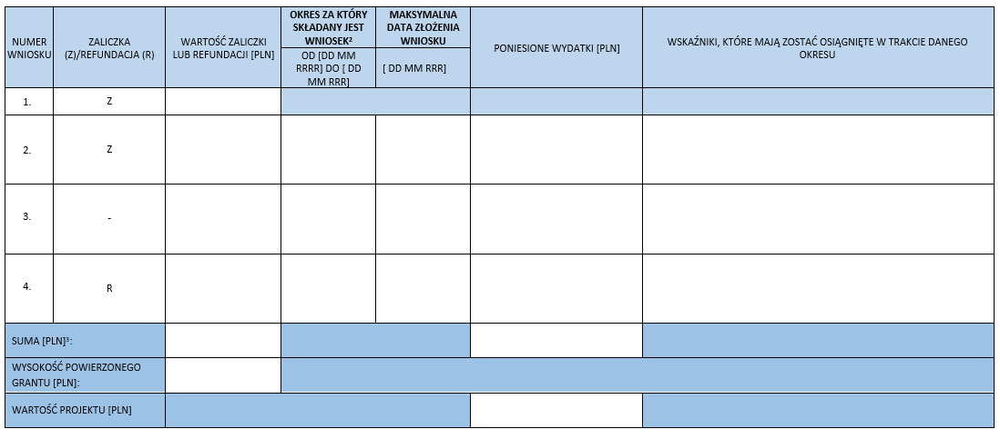 NUMER
WNIOSKU
ZALICZKA
(Z)/REFUNDACJA (R)
WARTOŚĆ ZALICZKI
LUB REFUNDACJI [PLN]
OKRES ZA KTÓRY
SKŁADANY JEST
WNIOSEK²
OD [DD MM
RRRR] DO [ DD
MM RRR]
MAKSYMALNA
DATA ZŁOŻENIA
WNIOSKU
[ DD MM RRR]
PONIESIONE WYDATKI [PLN]
WSKAŹNIKI, KTÓRE MAJĄ ZOSTAĆ OSIĄGNIĘTE W TRAKCIE DANEGO
OKRESU
1.
Z
2.
Z
3.
-
4.
R
SUMA [PLN]³:
WYSOKOŚĆ POWIERZONEGO
GRANTU [PLN]:
WARTOŚĆ PROJEKTU [PLN]